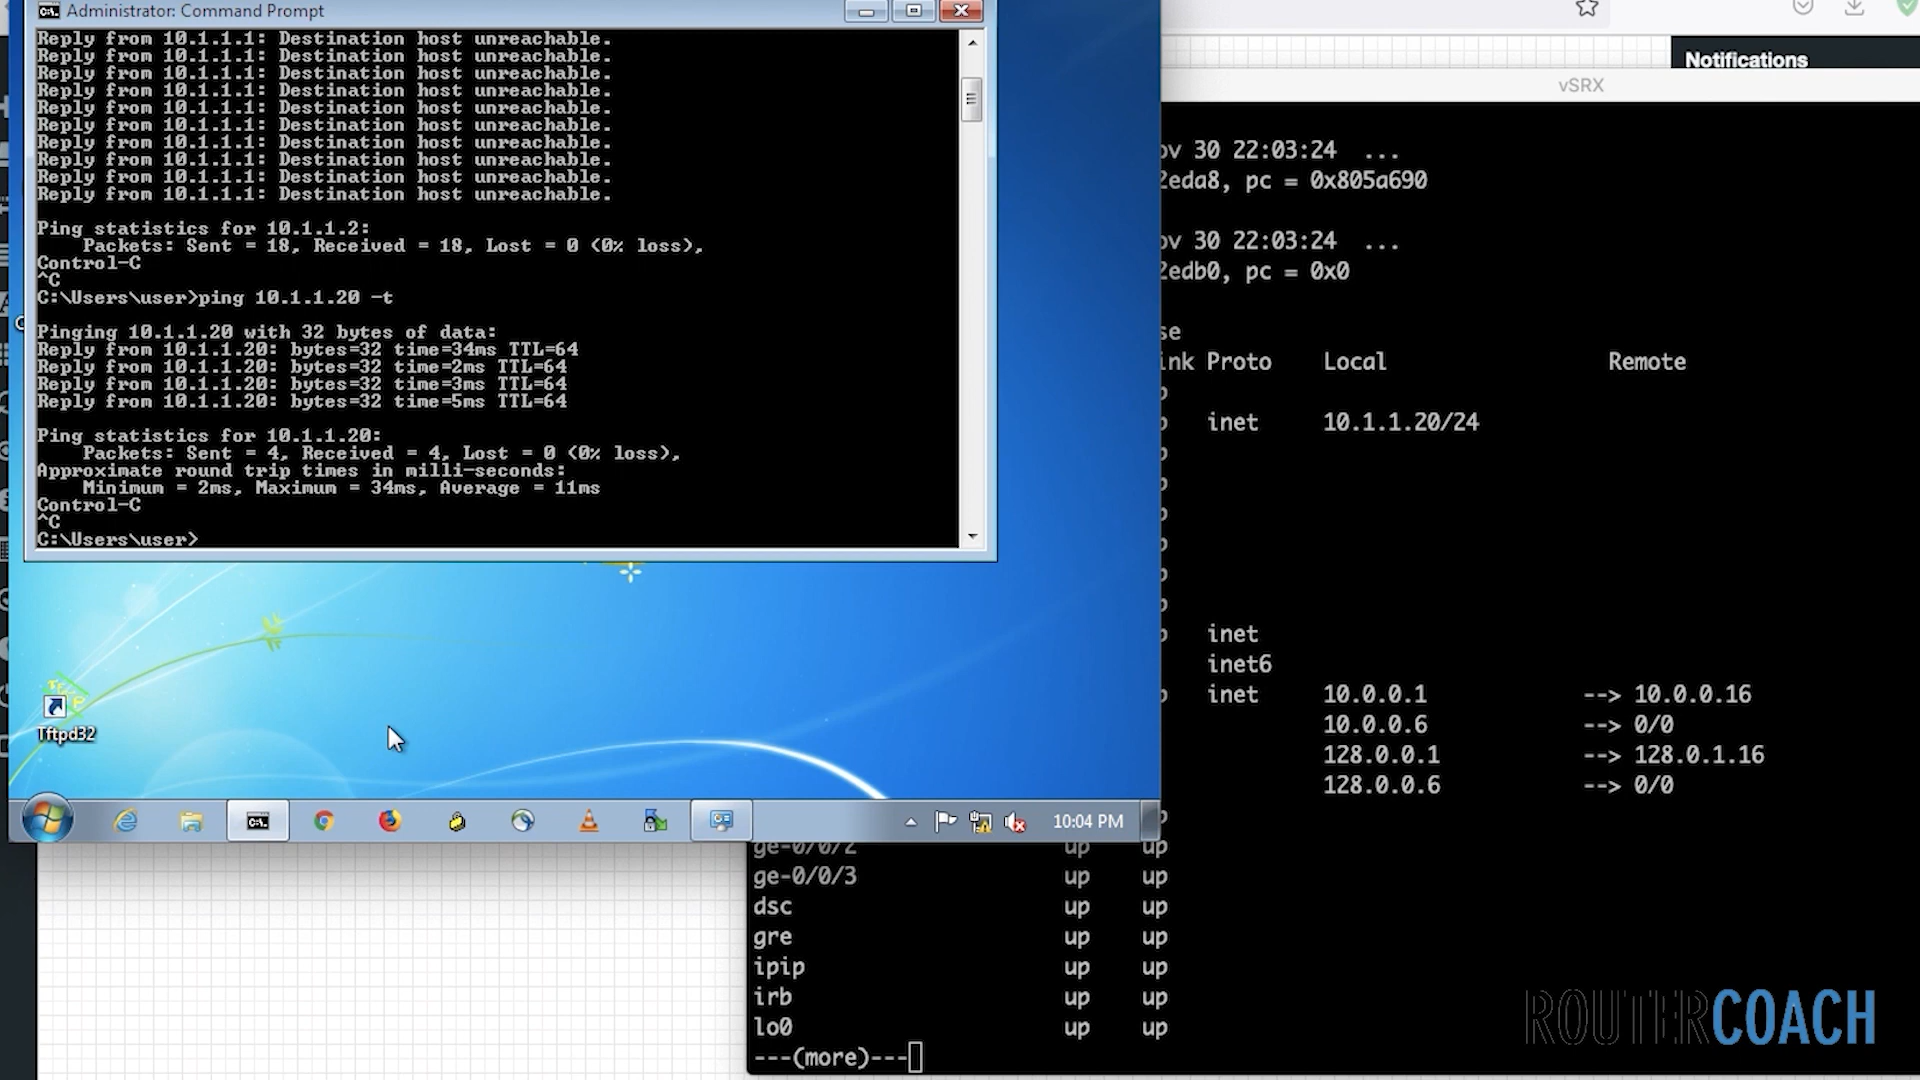 Administrator: Command Prompt
Reply from 10.1.1.1: Destination host unreachable.
Reply from 10.1.1.1: Destination host unreachable.
Reply from 10.1.1.1: Destination host unreachable.
Reply from 10.1.1.1: Destination host unreachable.
Reply from 10.1.1.1: Destination host unreachable.
Reply from 10.1.1.1: Destination host unreachable.
Reply from 10.1.1.1: Destination host unreachable.
Reply from 10.1.1.1: Destination host unreachable.
Reply from 10.1.1.1: Destination host unreachable.
Reply from 10.1.1.1: Destination host unreachable.
Ping statistics for 10.1.1.2:
Packets: Sent = 18, Received = 18, Lost = 0 (0% loss),
Control-C
^C
C:\Users\user>ping 10.1.1.20 -t
Pinging 10.1.1.20 with 32 bytes of data:
Reply from 10.1.1.20: bytes=32 time=34ms TTL=64
Reply from 10.1.1.20: bytes=32 time=2ms TTL=64
Reply from 10.1.1.20: bytes=32 time=3ms TTL=64
Reply from 10.1.1.20: bytes=32 time=5ms TTL=64
Ping statistics for 10.1.1.20:
Packets: Sent = 4, Received = 4, Lost = 0 (0% loss),
Approximate round trip times in milli-seconds:
Minimum = 2ms, Maximum = 34ms, Average = 11ms
Control-C
^C
C:\Users\user>
Tftpd32
10:04 PM
Notifications
vSRX
ov 30 22:03:24 ...
2eda8, pc = 0x805a690
ov 30 22:03:24 ...
2edb0, pc = 0x0
se
ink Proto Local Remote
inet 10.1.1.20/24
inet
inet6
inet 10.0.0.1 --> 10.0.0.16
10.0.0.6 --> 0/0
128.0.0.1 --> 128.0.1.16
128.0.0.6 --> 0/0
ge-0/0/2 up up
ge-0/0/3 up up
dsc up up
gre up up
ipip up up
irb up up
lo0 up up
---(more)---
ROUTERCOACH